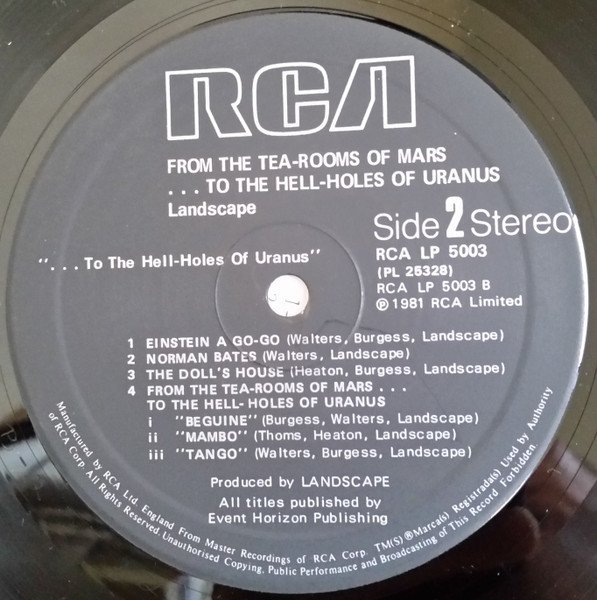 RCA
FROM THE TEA-ROOMS OF MARS
. . . TO THE HELL-HOLES OF URANUS
Landscape
Side 2 Stereo
RCA LP 5003
(PL 25328)
RCA LP 5003 B
℗ 1981 RCA Limited
". . . To The Hell-Holes Of Uranus"
1 EINSTEIN A GO-GO (Walters, Burgess, Landscape)
2 NORMAN BATES (Walters, Landscape)
3 THE DOLL'S HOUSE (Heaton, Burgess, Landscape)
4 FROM THE TEA-ROOMS OF MARS . . .
TO THE HELL- HOLES OF URANUS
i "BEGUINE" (Burgess, Walters, Landscape)
ii "MAMBO" (Thoms, Heaton, Landscape)
iii "TANGO" (Walters, Burgess, Landscape)
Produced by LANDSCAPE
All titles published by
Event Horizon Publishing
Manufactured by RCA Ltd. England From Master Recordings of RCA Corp. TM(S)®Marca(s) Registrada(s) Used by Authority
of RCA Corp. All Rights Reserved. Unauthorised Copying, Public Performance and Broadcasting of This Record Forbidden.